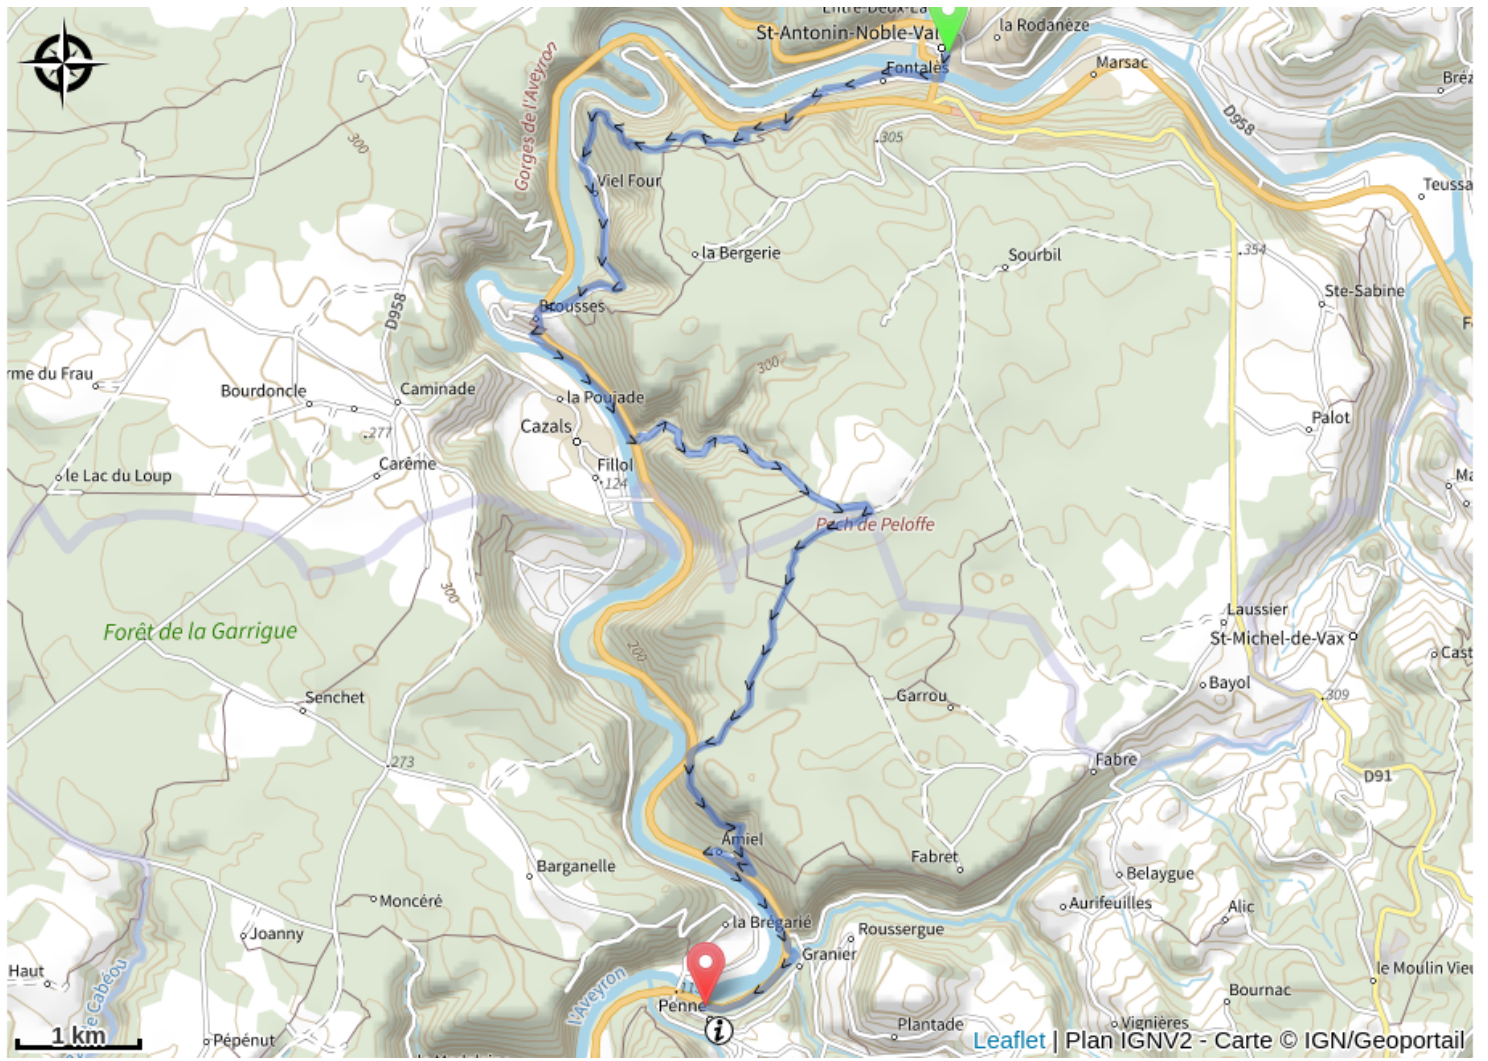 St-Antonin-Noble-Val
la Rodanèze
Fontalès
Marsac
Gorges de l'Aveyron
300
305
D958
Viel Four
Teussa
la Bergerie
Sourbil
354
Ste-Sabine
Brousses
D958
300
rme du Frau
Bourdoncle
Caminade
la Poujade
277
Cazals
Palot
le Lac du Loup
Carême
Fillol
124
Pech de Peloffe
300
Laussier
Forêt de la Garrigue
St-Michel-de-Vax
200
Cast
Senchet
Garrou
Bayol
309
273
Fabre
D91
Amiel
Barganelle
Fabret
Belaygue
Moncéré
Aurifeuilles
Alic
la Brégarié
Joanny
Roussergue
Granier
Haut
le Moulin Vieu
l'Aveyron
Penne
Bournac
Plantade
Vignières
1 km
Pépénut
Leaflet | Plan IGNV2 - Carte © IGN/Geoportail